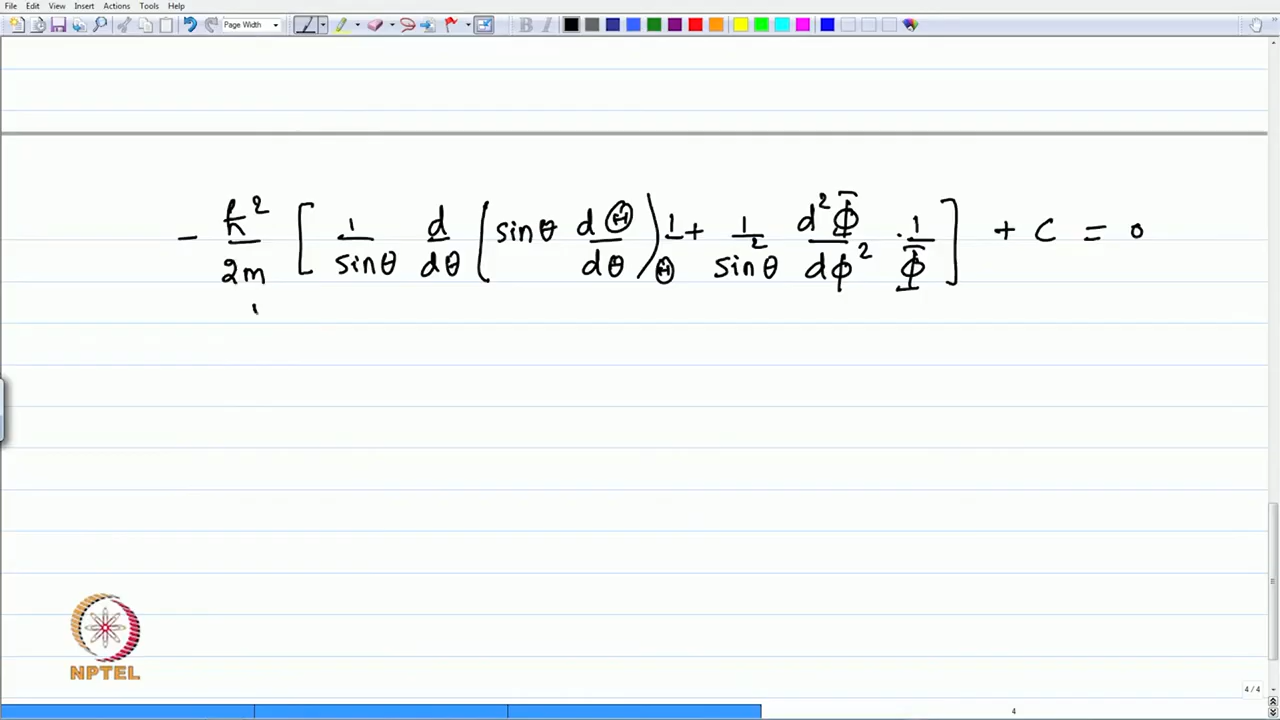 File Edit View Insert Actions Tools Help
Page Width
- ℏ²/2m [ 1/sinθ d/dθ ( sinθ dΘ/dθ ) 1/Θ + 1/sin²θ d²Φ/dϕ² · 1/Φ ] + C = 0
NPTEL
4/4
4